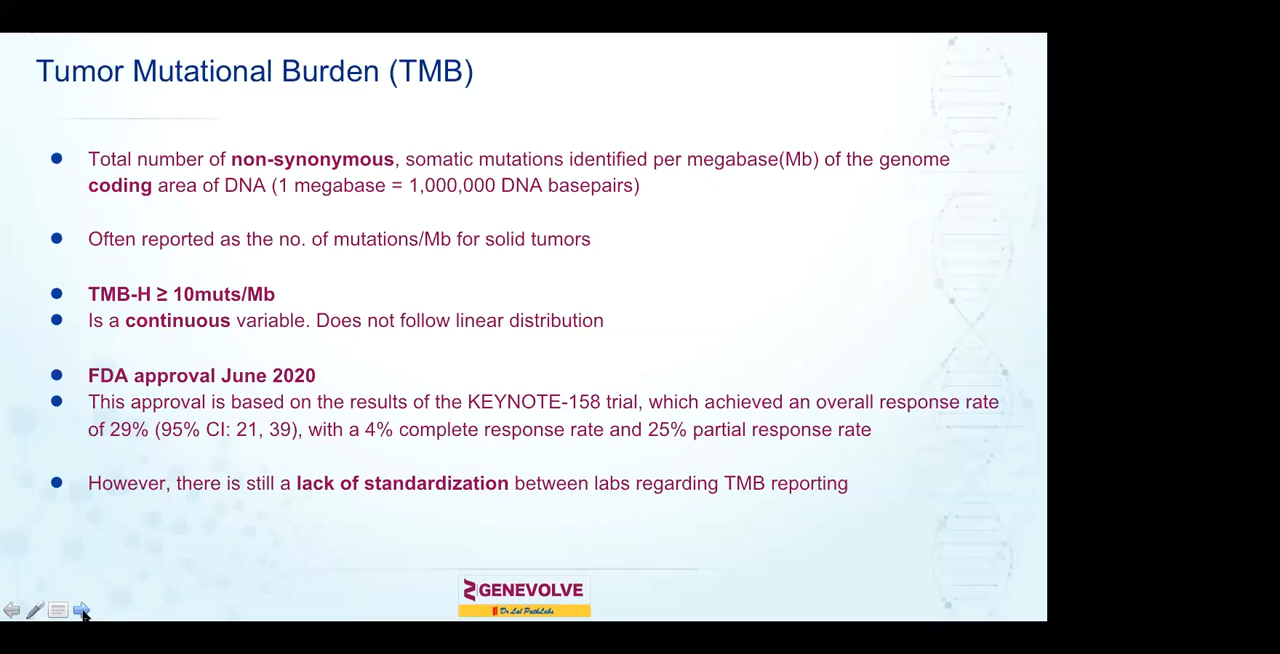 Tumor Mutational Burden (TMB)
Total number of non-synonymous, somatic mutations identified per megabase(Mb) of the genome
coding area of DNA (1 megabase = 1,000,000 DNA basepairs)
Often reported as the no. of mutations/Mb for solid tumors
TMB-H ≥ 10muts/Mb
Is a continuous variable. Does not follow linear distribution
FDA approval June 2020
This approval is based on the results of the KEYNOTE-158 trial, which achieved an overall response rate
of 29% (95% CI: 21, 39), with a 4% complete response rate and 25% partial response rate
However, there is still a lack of standardization between labs regarding TMB reporting
GENEVOLVE
Dr Lal PathLabs